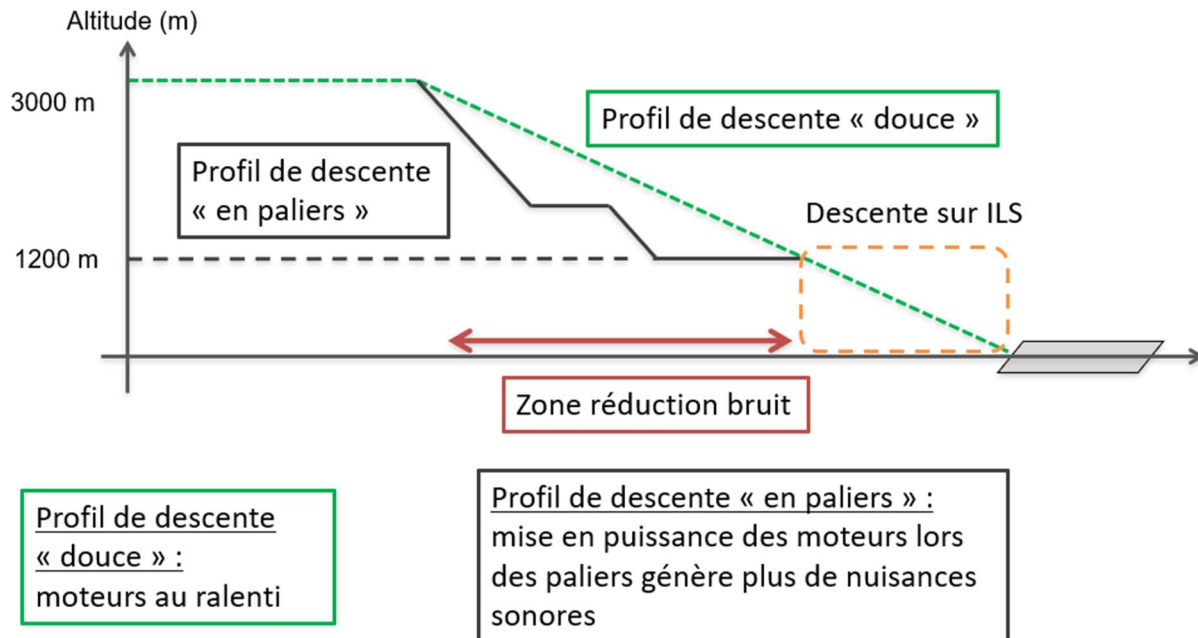 Altitude (m)
3000 m
Profil de descente « douce »
Profil de descente
« en paliers »
Descente sur ILS
1200 m
Zone réduction bruit
Profil de descente
« douce » :
moteurs au ralenti
Profil de descente « en paliers » :
mise en puissance des moteurs lors
des paliers génère plus de nuisances
sonores